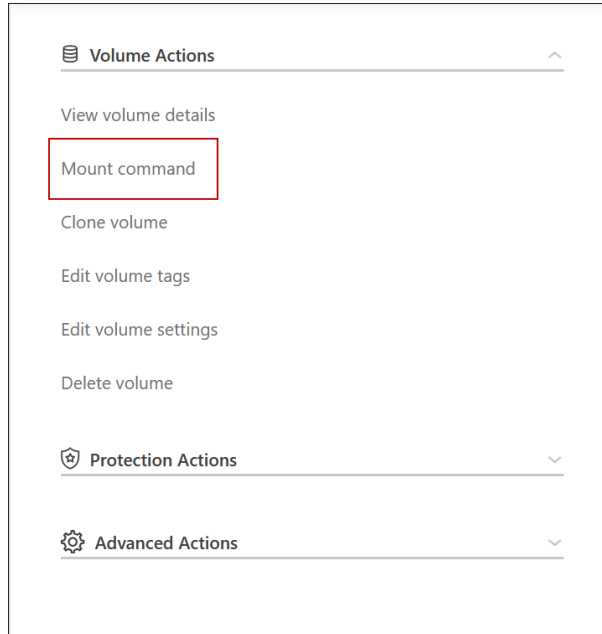 Volume Actions
View volume details
Mount command
Clone volume
Edit volume tags
Edit volume settings
Delete volume
Protection Actions
Advanced Actions